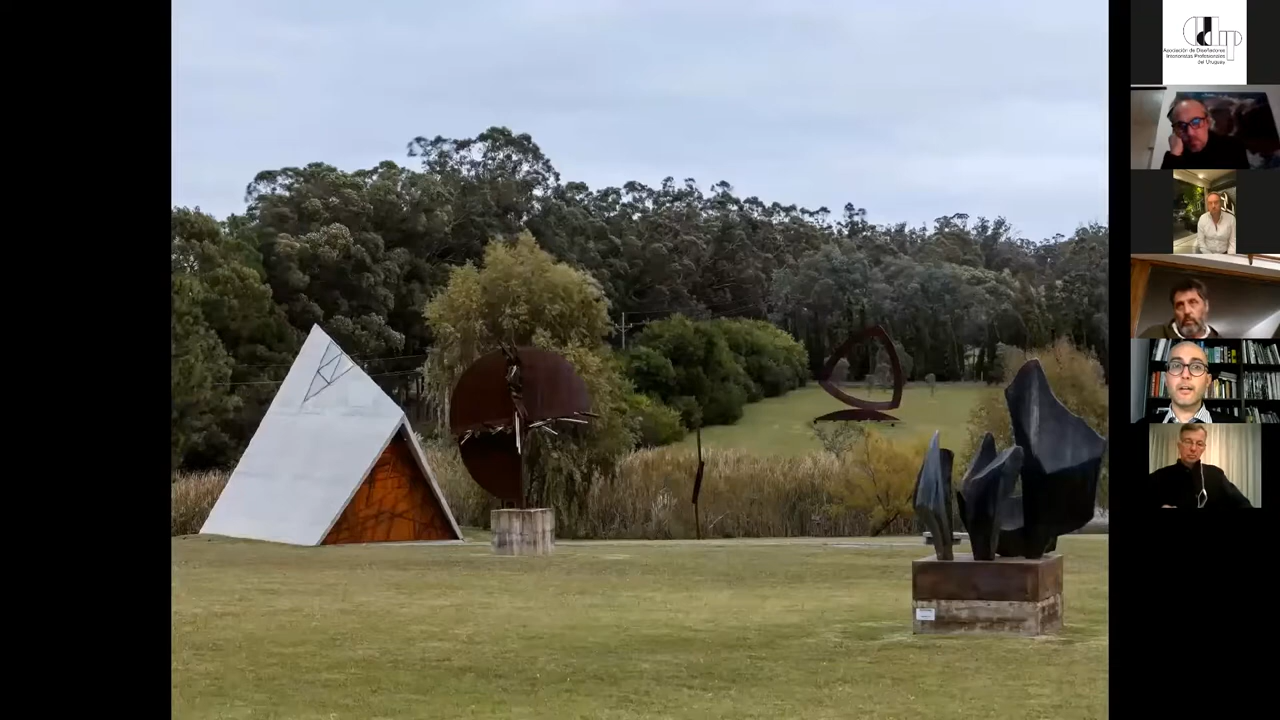 Asociación de Diseñadores
Interioristas Profesionales
del Uruguay